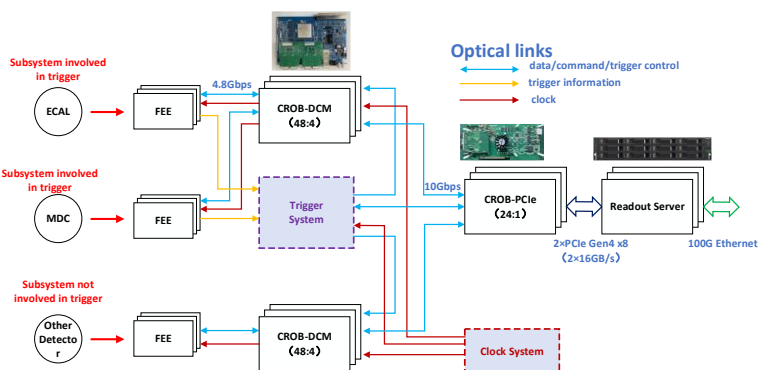 Optical links
data/command/trigger control
trigger information
clock
Subsystem involved
in trigger
ECAL
FEE
4.8Gbps
CROB-DCM
(48:4)
Subsystem involved
in trigger
MDC
FEE
Trigger
System
10Gbps
CROB-PCIe
(24:1)
Readout Server
2×PCIe Gen4 x8
(2×16GB/s)
100G Ethernet
Subsystem not
involved in trigger
Other
Detecto
r
FEE
CROB-DCM
(48:4)
Clock System